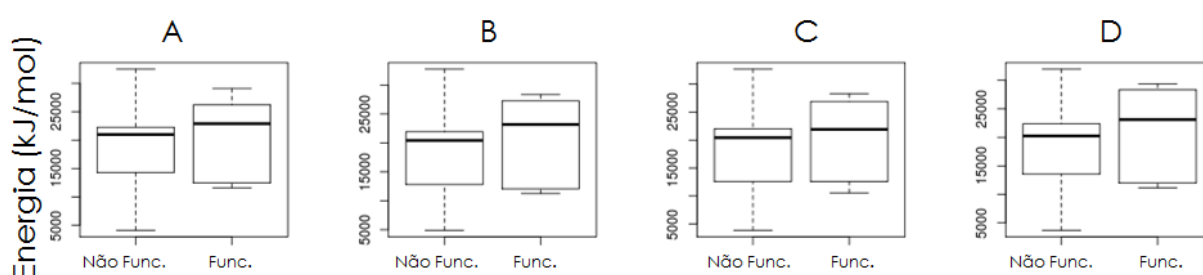 A B C D
Energia (kJ/mol)
25000 25000 25000 25000
15000 15000 15000 15000
5000 5000 5000 5000
Não Func. Func. Não Func. Func. Não Func. Func. Não Func. Func.